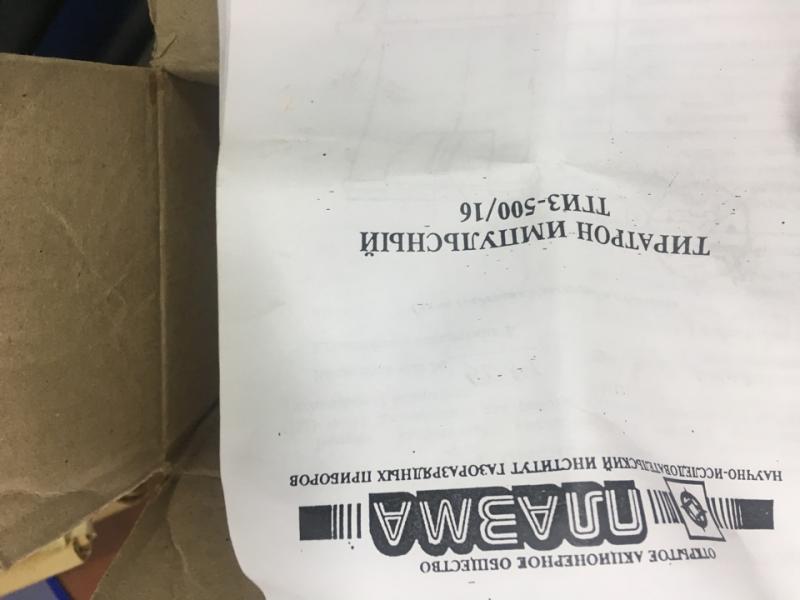 ОТКРЫТОЕ АКЦИОНЕРНОЕ ОБЩЕСТВО
ПЛАЗМА
НАУЧНО-ИССЛЕДОВАТЕЛЬСКИЙ ИНСТИТУТ ГАЗОРАЗРЯДНЫХ ПРИБОРОВ
ТИРАТРОН ИМПУЛЬСНЫЙ
ТГИ3-500/16